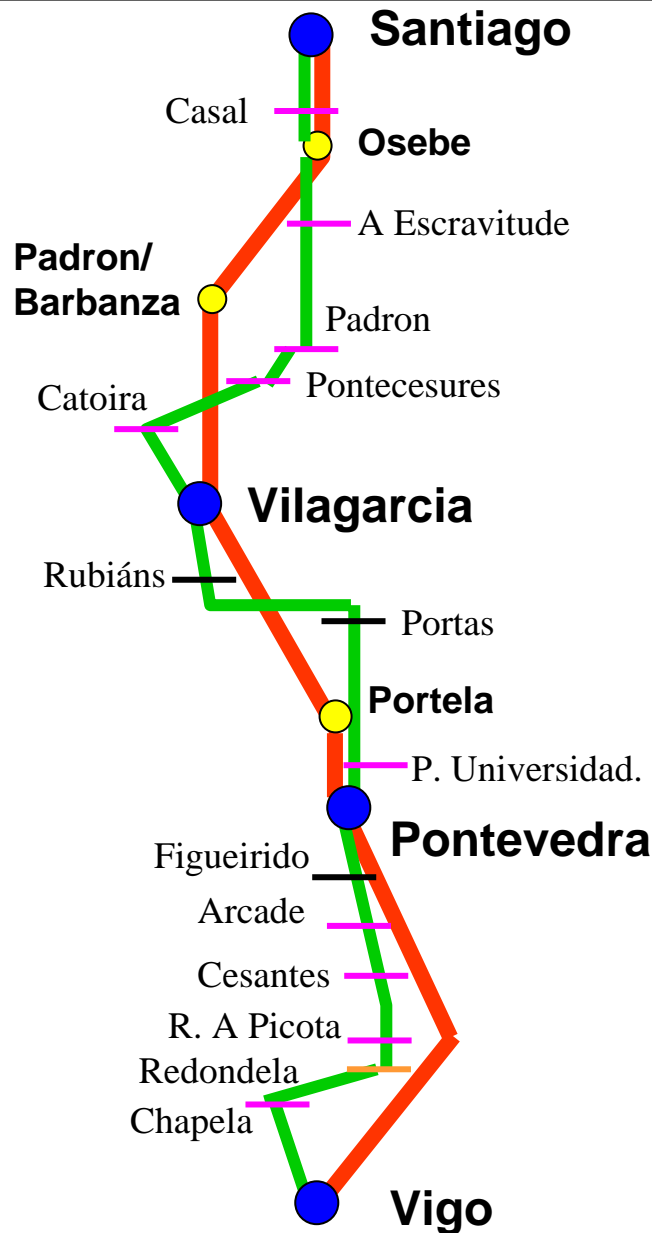 Santiago
Casal
Osebe
A Escravitude
Padron/
Barbanza
Padron
Pontecesures
Catoira
Vilagarcia
Rubiáns
Portas
Portela
P. Universidad.
Pontevedra
Figueirido
Arcade
Cesantes
R. A Picota
Redondela
Chapela
Vigo